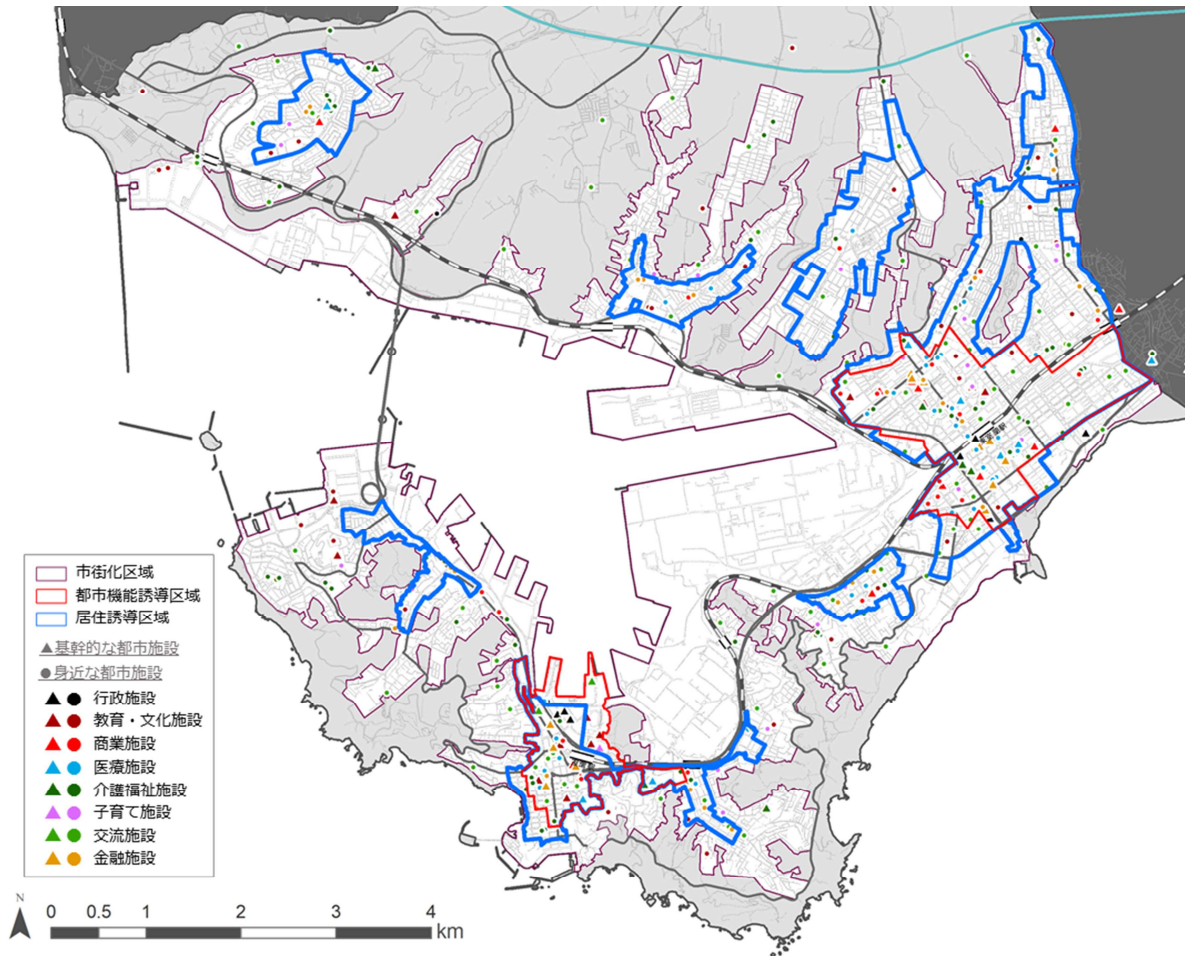 市街化区域
都市機能誘導区域
居住誘導区域
▲基幹的な都市施設
●身近な都市施設
▲●行政施設
▲●教育・文化施設
▲●商業施設
▲●医療施設
▲●介護福祉施設
▲●子育て施設
▲●交流施設
▲●金融施設
N
0 0.5 1 2 3 4
km